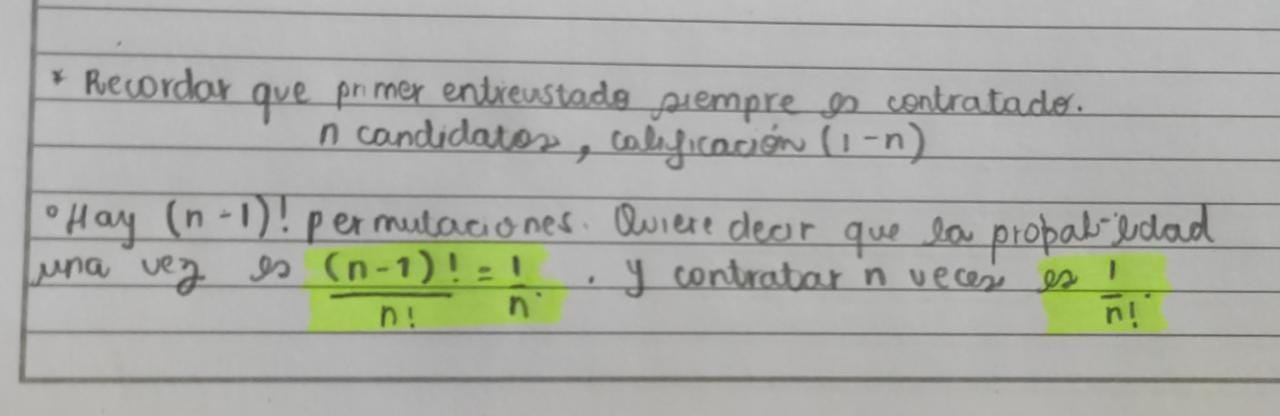 * Recordar que primer entrevistado siempre es contratado.
n candidatos, calificación (1-n)
° Hay (n-1)! permutaciones. Quiere decir que la probabilidad
una vez es (n-1)!/n! = 1/n. . Y contratar n veces es 1/n!.